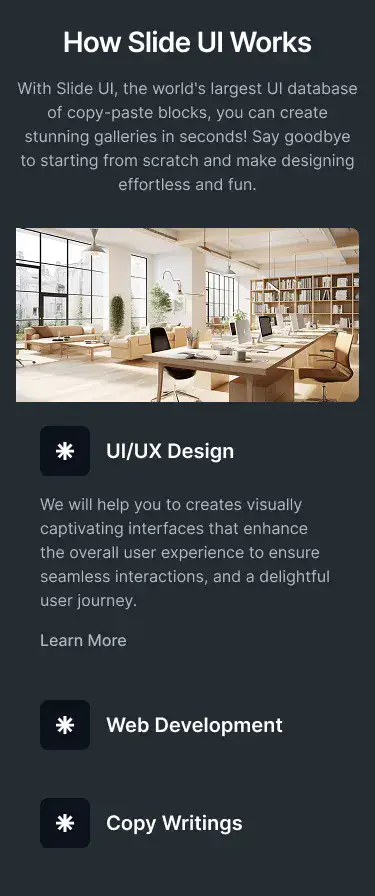 How Slide UI Works
With Slide UI, the world's largest UI database
of copy-paste blocks, you can create
stunning galleries in seconds! Say goodbye
to starting from scratch and make designing
effortless and fun.
UI/UX Design
We will help you to creates visually
captivating interfaces that enhance
the overall user experience to ensure
seamless interactions, and a delightful
user journey.
Learn More
Web Development
Copy Writings